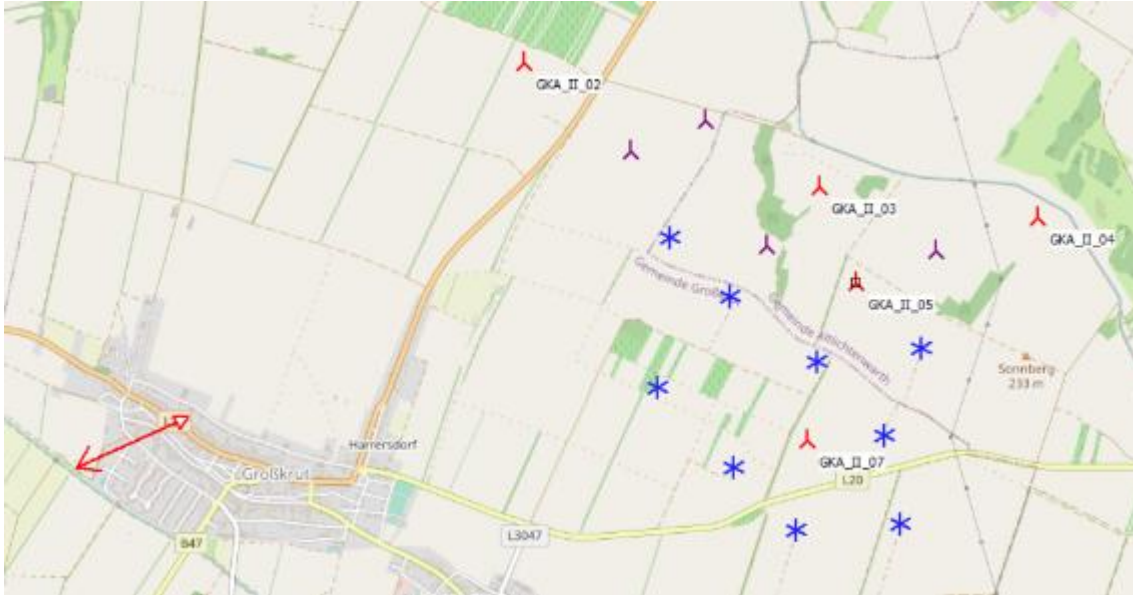 GKA_II_02
GKA_II_03
GKA_II_04
Gemeinde Groß
GKA_II_05
Gemeinde Altlichtenwarth
Sonnberg
233 m
Harrersdorf
GKA_II_07
Großkrut
L20
L3047
B47